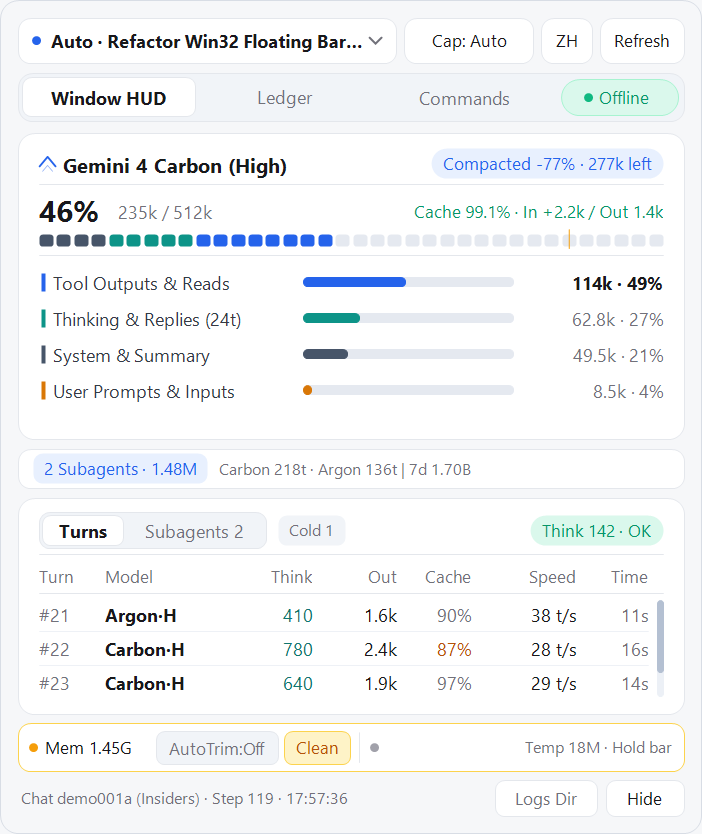 Auto · Refactor Win32 Floating Bar... Cap: Auto ZH Refresh
Window HUD Ledger Commands Offline
Gemini 4 Carbon (High) Compacted -77% · 277k left
46% 235k / 512k Cache 99.1% · In +2.2k / Out 1.4k
Tool Outputs & Reads 114k · 49%
Thinking & Replies (24t) 62.8k · 27%
System & Summary 49.5k · 21%
User Prompts & Inputs 8.5k · 4%
2 Subagents · 1.48M Carbon 218t · Argon 136t | 7d 1.70B
Turns Subagents 2 Cold 1 Think 142 · OK
Turn Model Think Out Cache Speed Time
#21 Argon·H 410 1.6k 90% 38 t/s 11s
#22 Carbon·H 780 2.4k 87% 28 t/s 16s
#23 Carbon·H 640 1.9k 97% 29 t/s 14s
Mem 1.45G AutoTrim:Off Clean Temp 18M · Hold bar
Chat demo001a (Insiders) · Step 119 · 17:57:36 Logs Dir Hide